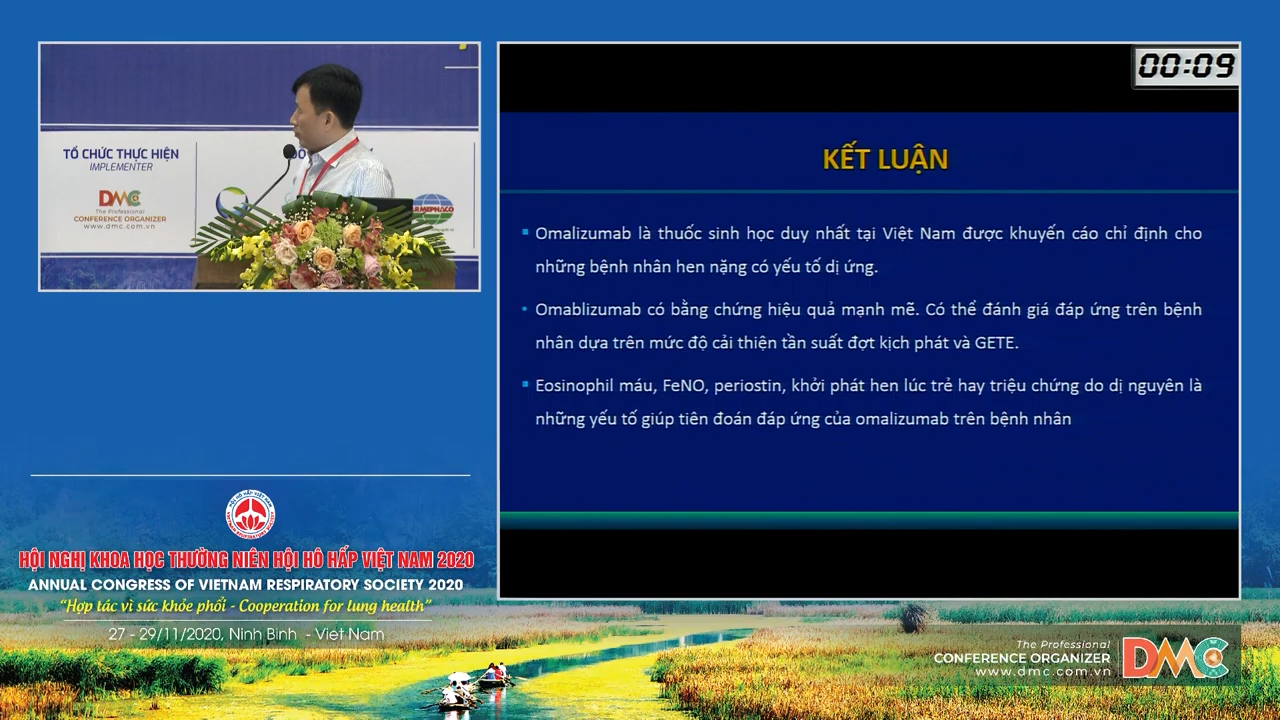 TỔ CHỨC THỰC HIỆN
IMPLEMENTER
DMC
The Professional
CONFERENCE ORGANIZER
www.dmc.com.vn
ARMEPHACO
00:09
KẾT LUẬN
Omalizumab là thuốc sinh học duy nhất tại Việt Nam được khuyến cáo chỉ định cho
những bệnh nhân hen nặng có yếu tố dị ứng.
Omablizumab có bằng chứng hiệu quả mạnh mẽ. Có thể đánh giá đáp ứng trên bệnh
nhân dựa trên mức độ cải thiện tần suất đợt kịch phát và GETE.
Eosinophil máu, FeNO, periostin, khởi phát hen lúc trẻ hay triệu chứng do dị nguyên là
những yếu tố giúp tiên đoán đáp ứng của omalizumab trên bệnh nhân
HỘI NGHỊ KHOA HỌC THƯỜNG NIÊN HỘI HÔ HẤP VIỆT NAM 2020
ANNUAL CONGRESS OF VIETNAM RESPIRATORY SOCIETY 2020
"Hợp tác vì sức khỏe phổi - Cooperation for lung health"
27 - 29/11/2020, Ninh Bình - Việt Nam
The Professional
CONFERENCE ORGANIZER
www.dmc.com.vn
DMC